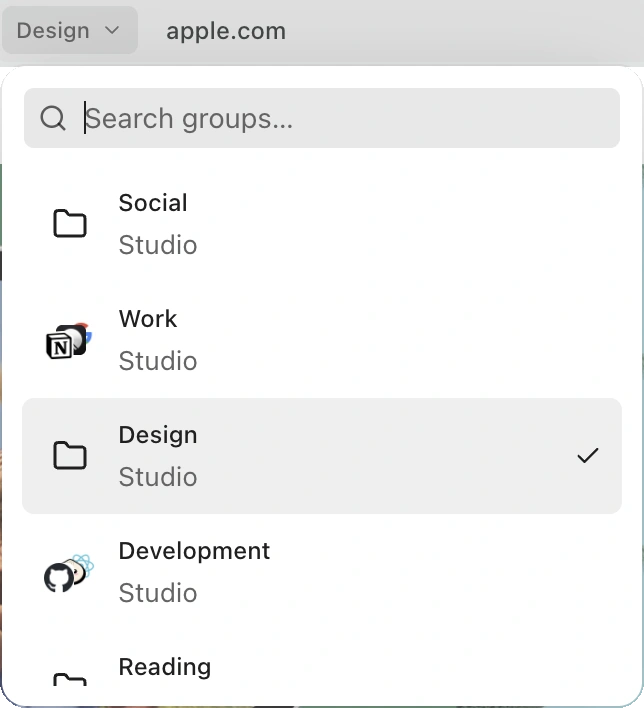 Design apple.com
Search groups...
Social
Studio
Work
Studio
Design
Studio
Development
Studio
Reading